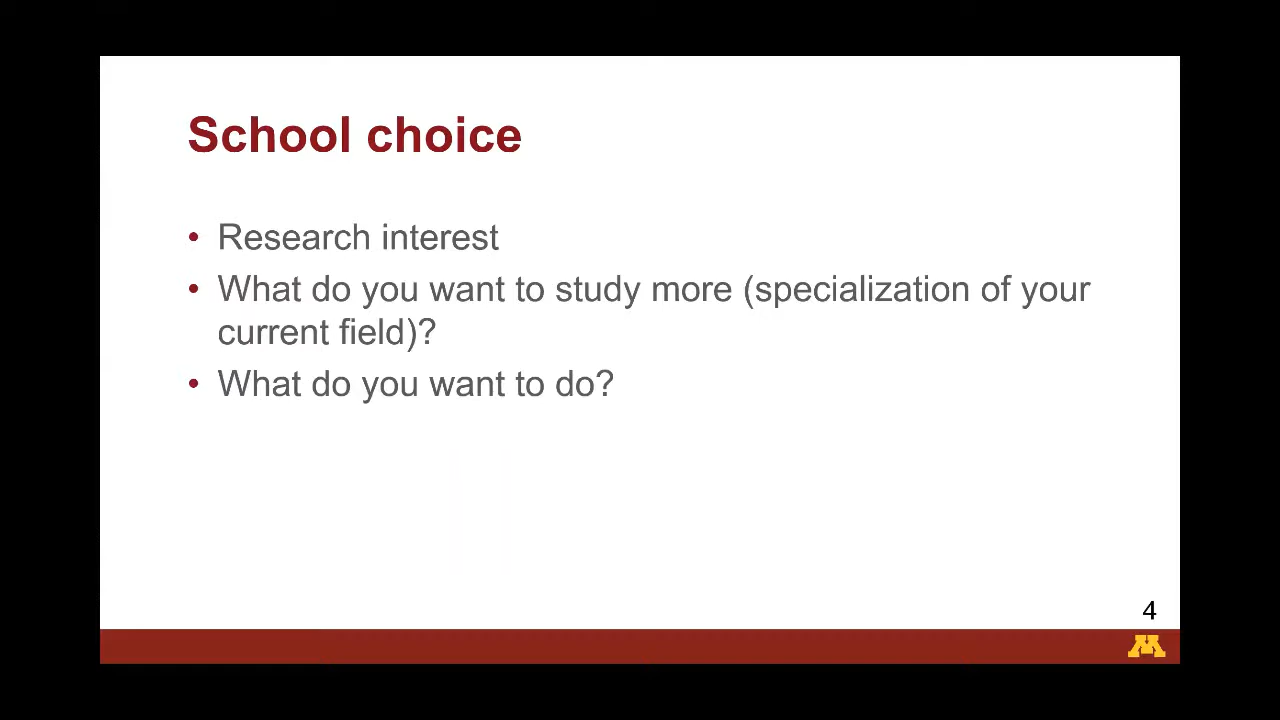 School choice
• Research interest
• What do you want to study more (specialization of your
current field)?
• What do you want to do?
4
M